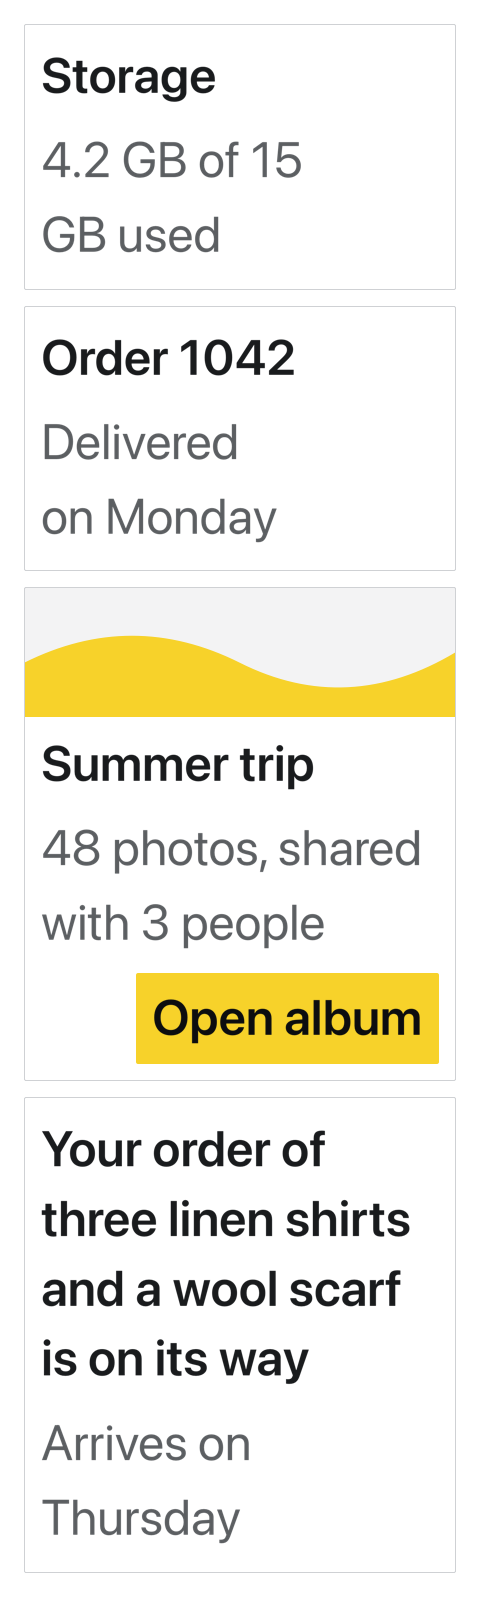 Storage
4.2 GB of 15
GB used
Order 1042
Delivered
on Monday
Summer trip
48 photos, shared
with 3 people
Open album
Your order of
three linen shirts
and a wool scarf
is on its way
Arrives on
Thursday